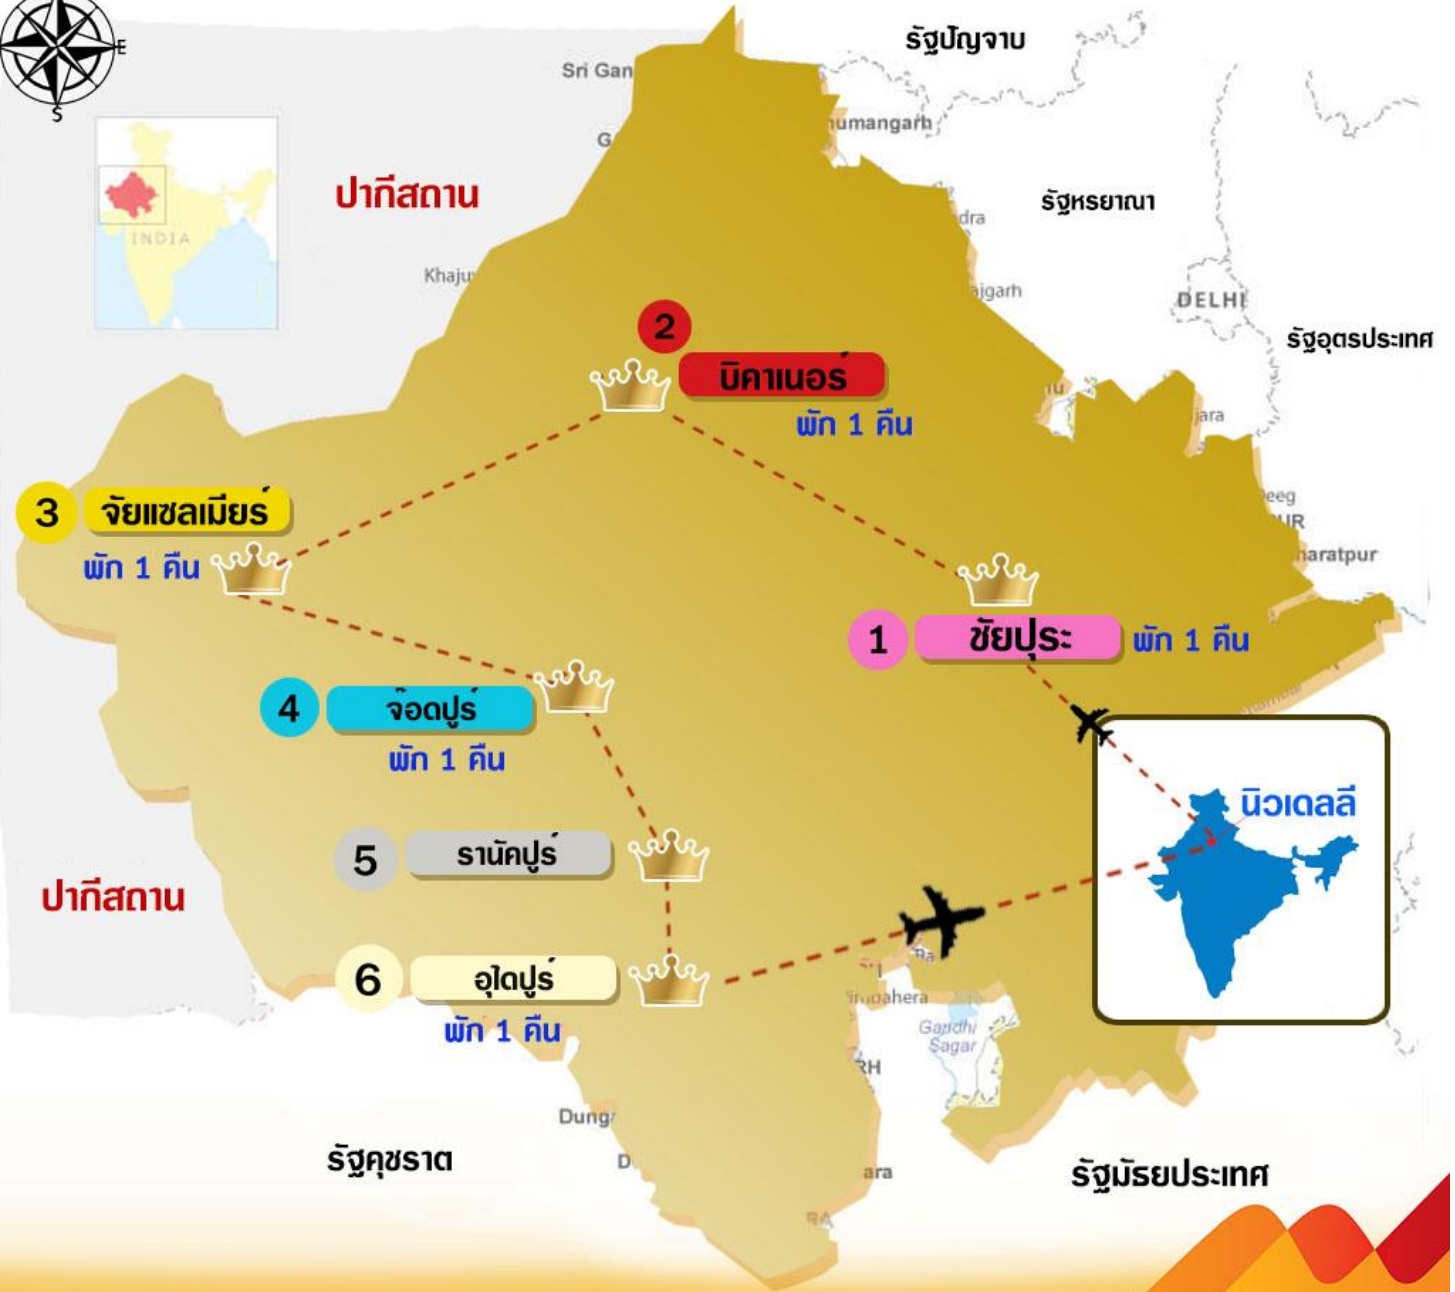 E
S
รัฐปัญจาบ
Sri Gan
umangarh
INDIA
ปากีสถาน
รัฐหรยาณา
dra
Khaju
ajgarh
DELHI
รัฐอุตรประเทศ
2
บิคาเนอร์
พัก 1 คืน
jara
3
จัยแซลเมียร์
พัก 1 คืน
eeg
UR
haratpur
1
ชัยปุระ
พัก 1 คืน
4
จ๊อดปูร์
พัก 1 คืน
นิวเดลลี
5
รานัคปูร์
ปากีสถาน
6
อุไดปูร์
พัก 1 คืน
Ba
mbahera
Gandhi
Sagar
RH
Dunga
รัฐคุชราต
D
ara
รัฐมัธยประเทศ
RA